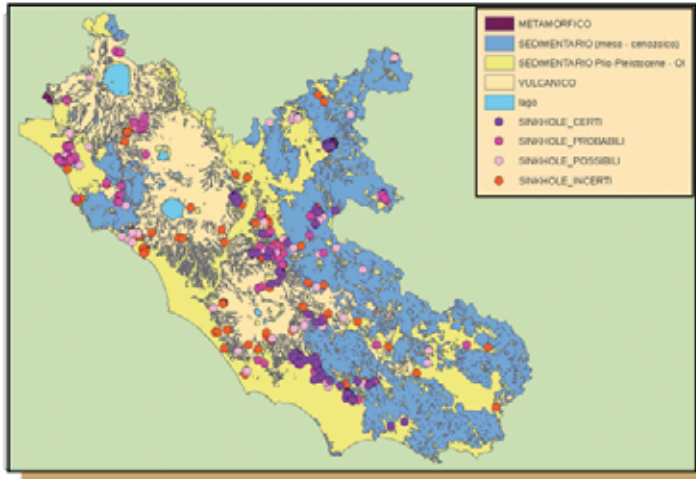 METAMORFICO
SEDIMENTARIO (meso - cenozoico)
SEDIMENTARIO Plio-Pleistocene - Ol
VULCANICO
lago
SINKHOLE_CERTI
SINKHOLE_PROBABILI
SINKHOLE_POSSIBILI
SINKHOLE_INCERTI